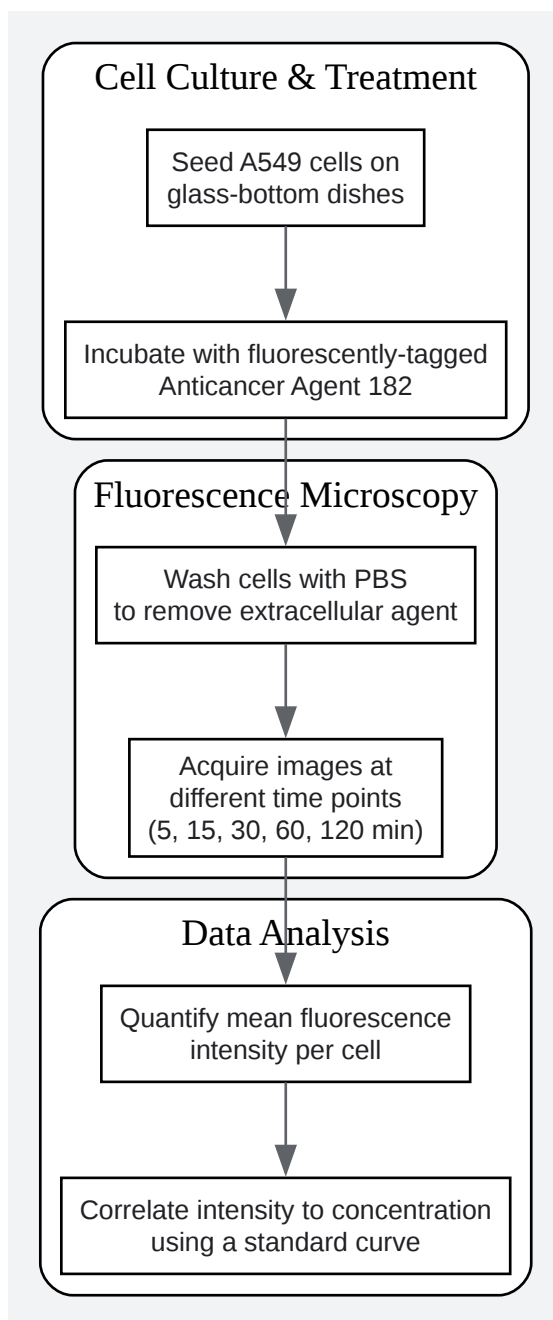 Cell Culture & Treatment
Seed A549 cells on
glass-bottom dishes
Incubate with fluorescently-tagged
Anticancer Agent 182
Fluorescence Microscopy
Wash cells with PBS
to remove extracellular agent
Acquire images at
different time points
(5, 15, 30, 60, 120 min)
Data Analysis
Quantify mean fluorescence
intensity per cell
Correlate intensity to concentration
using a standard curve